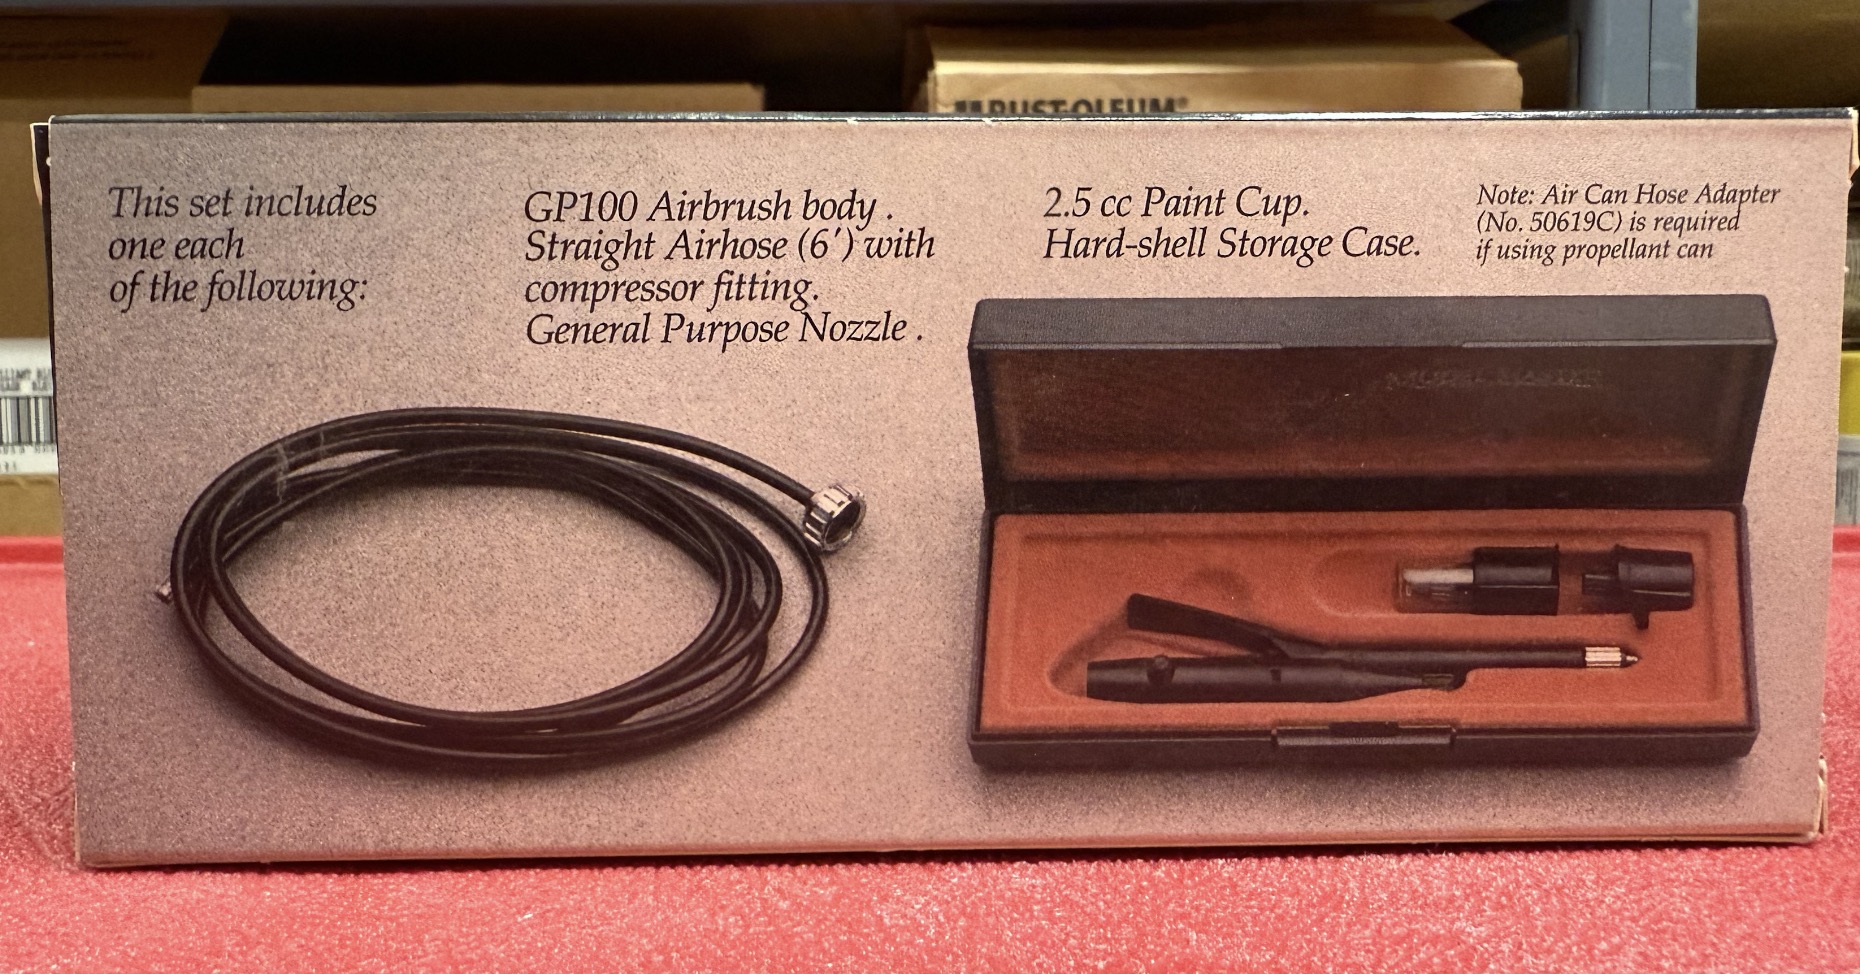 RUST-OLEUM®
This set includes
one each
of the following:
GP100 Airbrush body .
Straight Airhose (6') with
compressor fitting.
General Purpose Nozzle .
2.5 cc Paint Cup.
Hard-shell Storage Case.
Note: Air Can Hose Adapter
(No. 50619C) is required
if using propellant can